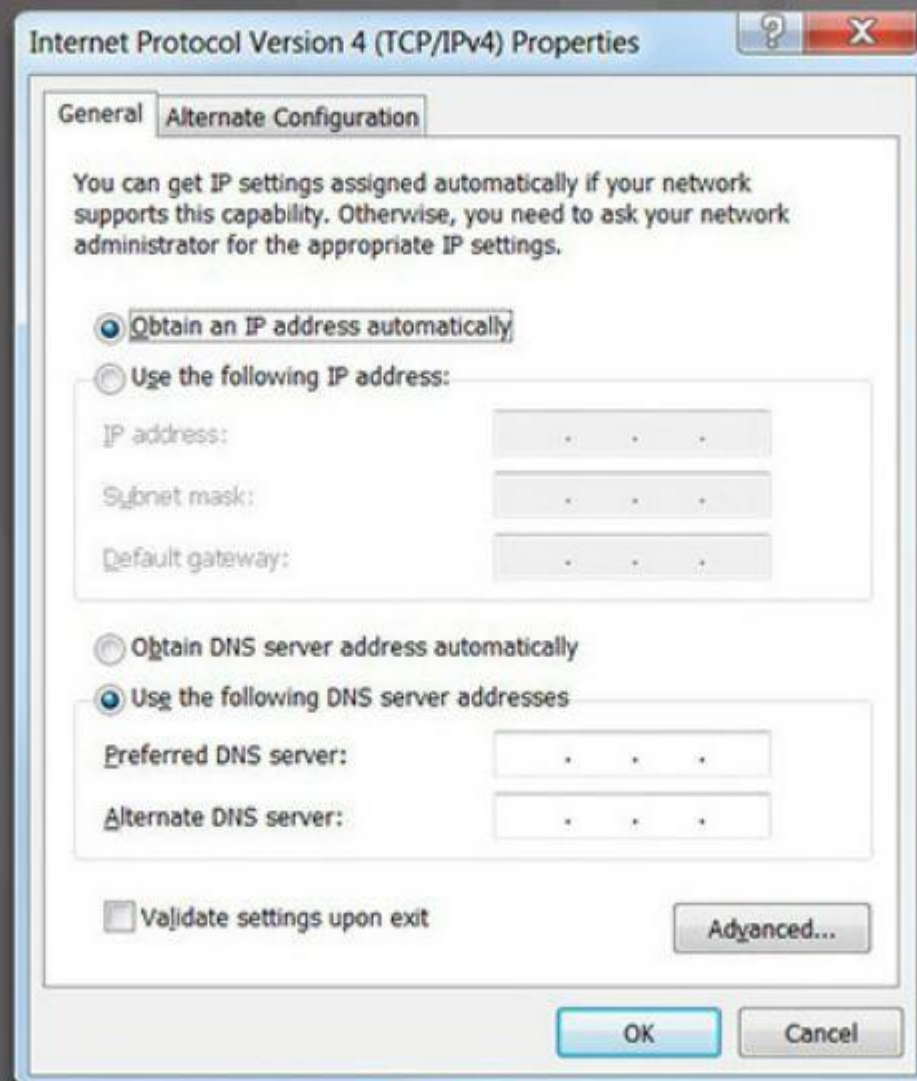 Internet Protocol Version 4 (TCP/IPv4) Properties
General
Alternate Configuration
You can get IP settings assigned automatically if your network
supports this capability. Otherwise, you need to ask your network
administrator for the appropriate IP settings.
Obtain an IP address automatically
Use the following IP address:
IP address:
Subnet mask:
Default gateway:
Obtain DNS server address automatically
Use the following DNS server addresses
Preferred DNS server:
Alternate DNS server:
Validate settings upon exit
Advanced...
OK
Cancel